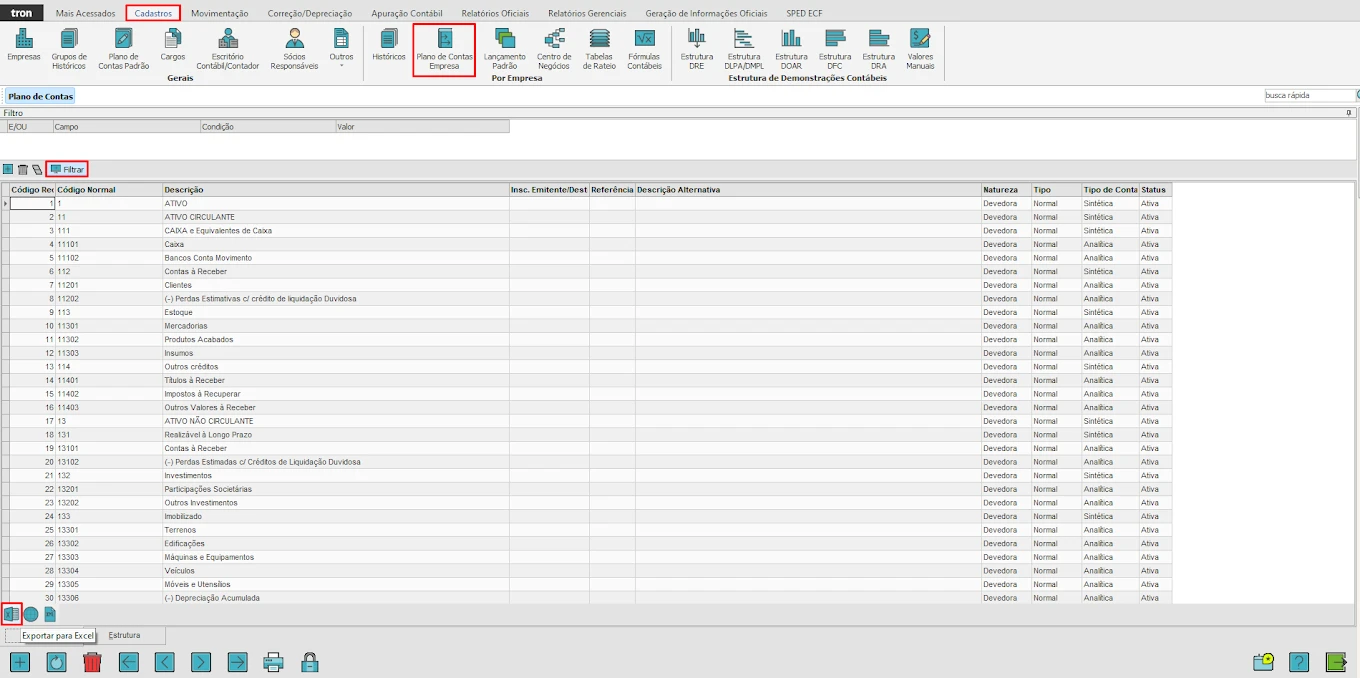 tron Mais Acessados Cadastros Movimentação Correção/Depreciação Apuração Contábil Relatórios Oficiais Relatórios Gerenciais Geração de Informações Oficiais SPED ECF
Empresas Grupos de Históricos Plano de Contas Padrão Cargos Escritório Contábil/Contador Sócios Responsáveis Outros Históricos Plano de Contas Empresa Lançamento Padrão Centro de Negócios Tabelas de Rateio Fórmulas Contábeis Estrutura DRE Estrutura DLPA/DMPL Estrutura DOAR Estrutura DFC Estrutura DRA Valores Manuais
Gerais Por Empresa Estrutura de Demonstrações Contábeis
Plano de Contas busca rápida
Filtro
E/OU Campo Condição Valor
Filtrar
Código Rec Código Normal Descrição Insc. Emitente/Dest Referência Descrição Alternativa Natureza Tipo Tipo de Conta Status
1 1 ATIVO Devedora Normal Sintética Ativa
2 11 ATIVO CIRCULANTE Devedora Normal Sintética Ativa
3 111 CAIXA e Equivalentes de Caixa Devedora Normal Sintética Ativa
4 11101 Caixa Devedora Normal Analítica Ativa
5 11102 Bancos Conta Movimento Devedora Normal Analítica Ativa
6 112 Contas à Receber Devedora Normal Sintética Ativa
7 11201 Clientes Devedora Normal Analítica Ativa
8 11202 (-) Perdas Estimativas c/ crédito de liquidação Duvidosa Devedora Normal Analítica Ativa
9 113 Estoque Devedora Normal Sintética Ativa
10 11301 Mercadorias Devedora Normal Analítica Ativa
11 11302 Produtos Acabados Devedora Normal Analítica Ativa
12 11303 Insumos Devedora Normal Analítica Ativa
13 114 Outros créditos Devedora Normal Sintética Ativa
14 11401 Títulos à Receber Devedora Normal Analítica Ativa
15 11402 Impostos à Recuperar Devedora Normal Analítica Ativa
16 11403 Outros Valores à Receber Devedora Normal Analítica Ativa
17 13 ATIVO NÃO CIRCULANTE Devedora Normal Sintética Ativa
18 131 Realizável à Longo Prazo Devedora Normal Sintética Ativa
19 13101 Contas à Receber Devedora Normal Analítica Ativa
20 13102 (-) Perdas Estimadas c/ Créditos de Liquidação Duvidosa Devedora Normal Analítica Ativa
21 132 Investimentos Devedora Normal Sintética Ativa
22 13201 Participações Societárias Devedora Normal Analítica Ativa
23 13202 Outros Investimentos Devedora Normal Analítica Ativa
24 133 Imobilizado Devedora Normal Sintética Ativa
25 13301 Terrenos Devedora Normal Analítica Ativa
26 13302 Edificações Devedora Normal Analítica Ativa
27 13303 Máquinas e Equipamentos Devedora Normal Analítica Ativa
28 13304 Veículos Devedora Normal Analítica Ativa
29 13305 Móveis e Utensílios Devedora Normal Analítica Ativa
30 13306 (-) Depreciação Acumulada Devedora Normal Analítica Ativa
Exportar para Excel Estrutura